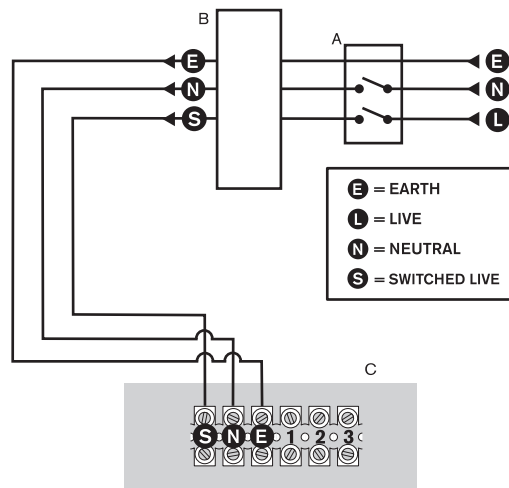 B
A
E E
N N
S L
E = EARTH
L = LIVE
N = NEUTRAL
S = SWITCHED LIVE
C
S N E 1 2 3